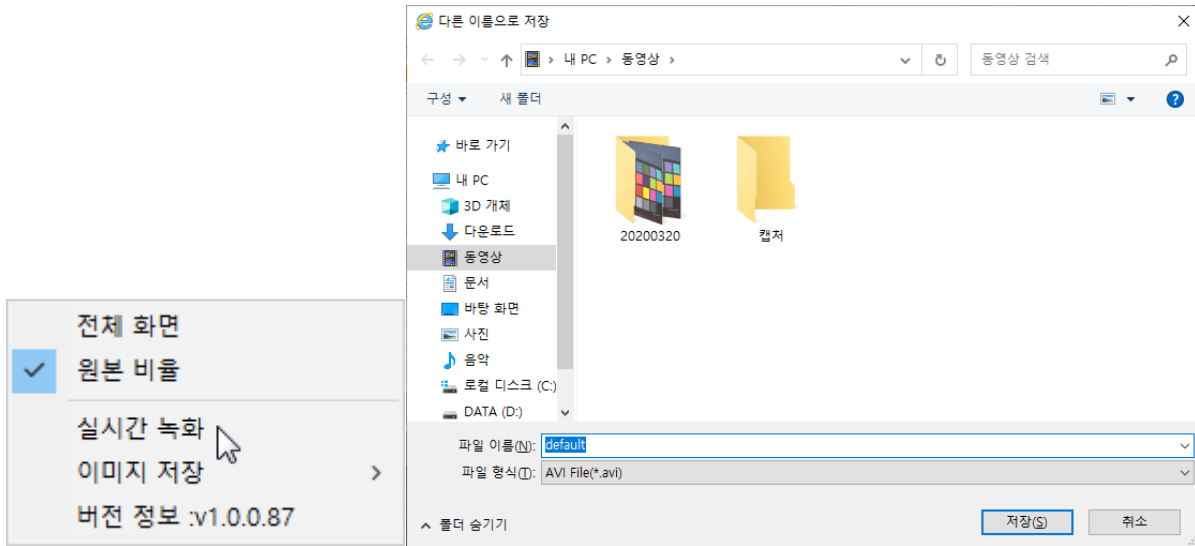 전체 화면
원본 비율
실시간 녹화
이미지 저장
버전 정보 :v1.0.0.87
다른 이름으로 저장
내 PC > 동영상 >
동영상 검색
구성
새 폴더
바로 가기
내 PC
3D 개체
다운로드
동영상
문서
바탕 화면
사진
음악
로컬 디스크 (C:)
DATA (D:)
20200320
캡처
파일 이름(N): default
파일 형식(T): AVI File(*.avi)
폴더 숨기기
저장(S)
취소